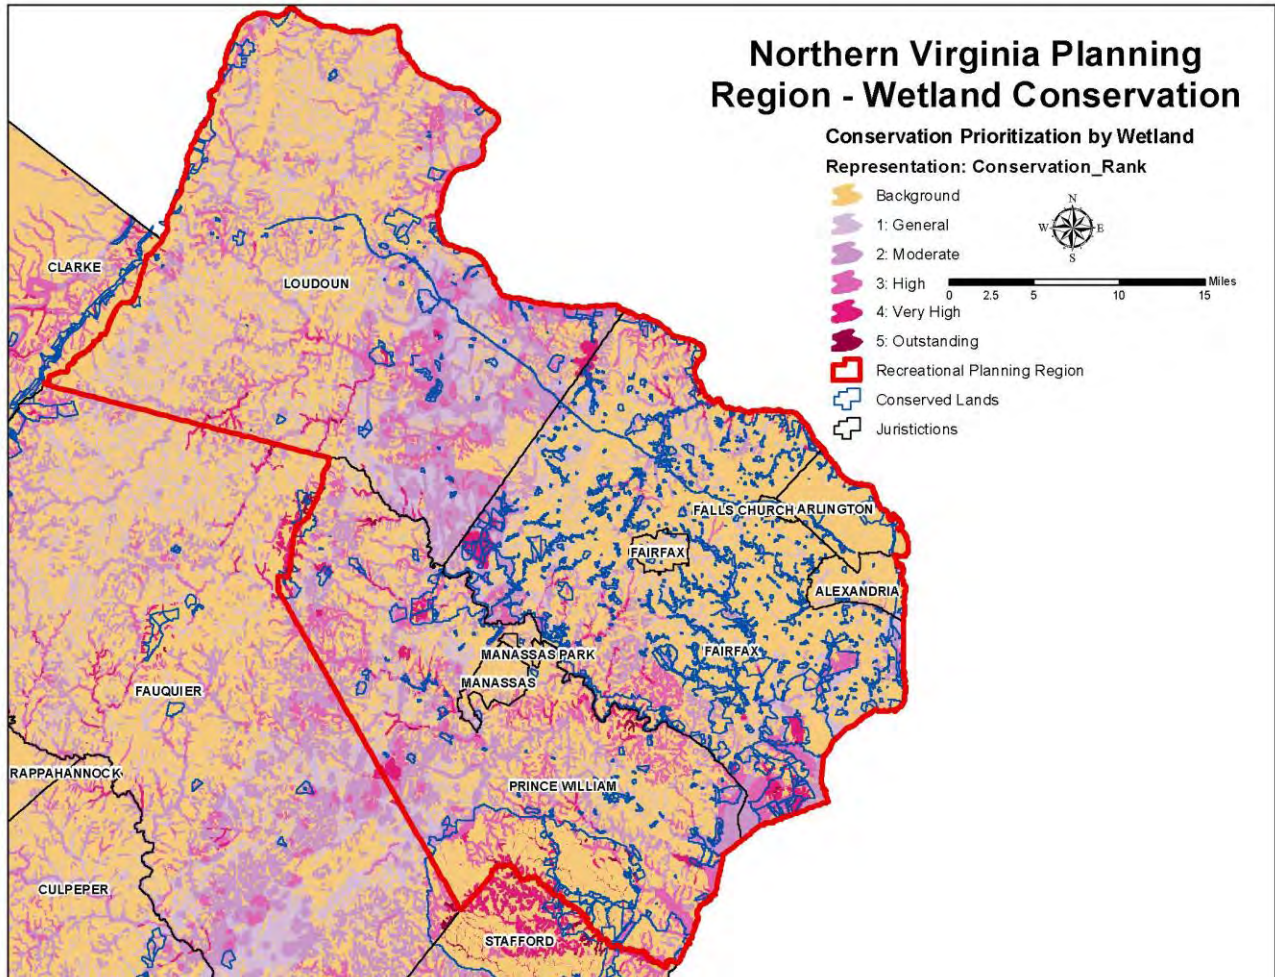 Northern Virginia Planning
Region - Wetland Conservation
Conservation Prioritization by Wetland
Representation: Conservation_Rank
Background
1: General
2: Moderate
3: High
4: Very High
5: Outstanding
Recreational Planning Region
Conserved Lands
Juristictions
N
W E
S
Miles
0 2.5 5 10 15
CLARKE
LOUDOUN
FALLS CHURCH ARLINGTON
FAIRFAX
ALEXANDRIA
FAIRFAX
MANASSAS PARK
MANASSAS
FAUQUIER
RAPPAHANNOCK
PRINCE WILLIAM
CULPEPER
STAFFORD